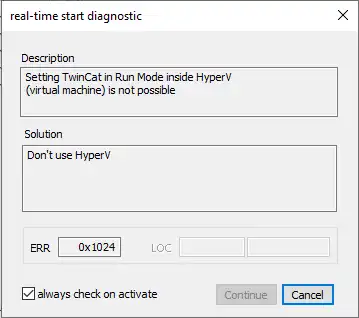 real-time start diagnostic
Description
Setting TwinCat in Run Mode inside HyperV
(virtual machine) is not possible
Solution
Don't use HyperV
ERR 0x1024 LOC
always check on activate Continue Cancel